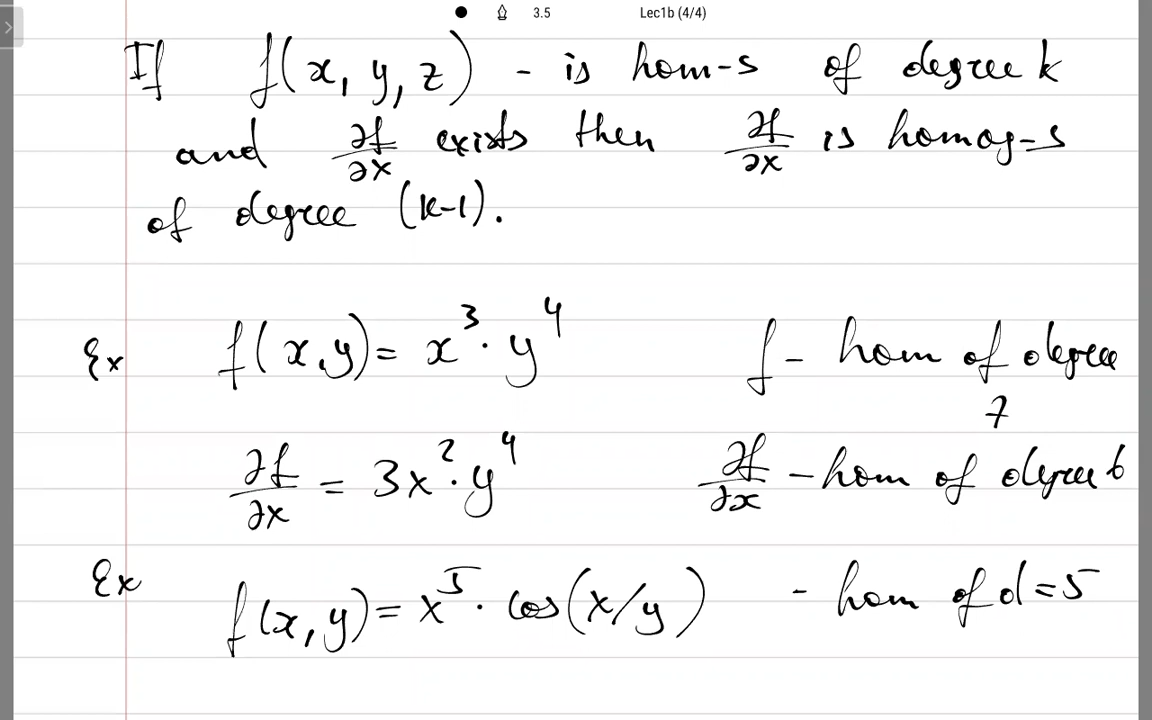 3.5 Lec1b (4/4)
If f(x, y, z) - is hom-s of degree k
and ∂f/∂x exists then ∂f/∂x is homog-s
of degree (k-1).
Ex f(x,y) = x³·y⁴ f - hom of degree
7
∂f/∂x = 3x²·y⁴ ∂f/∂x - hom of degree 6
Ex f(x, y) = x⁵·cos(x/y) - hom of d=5